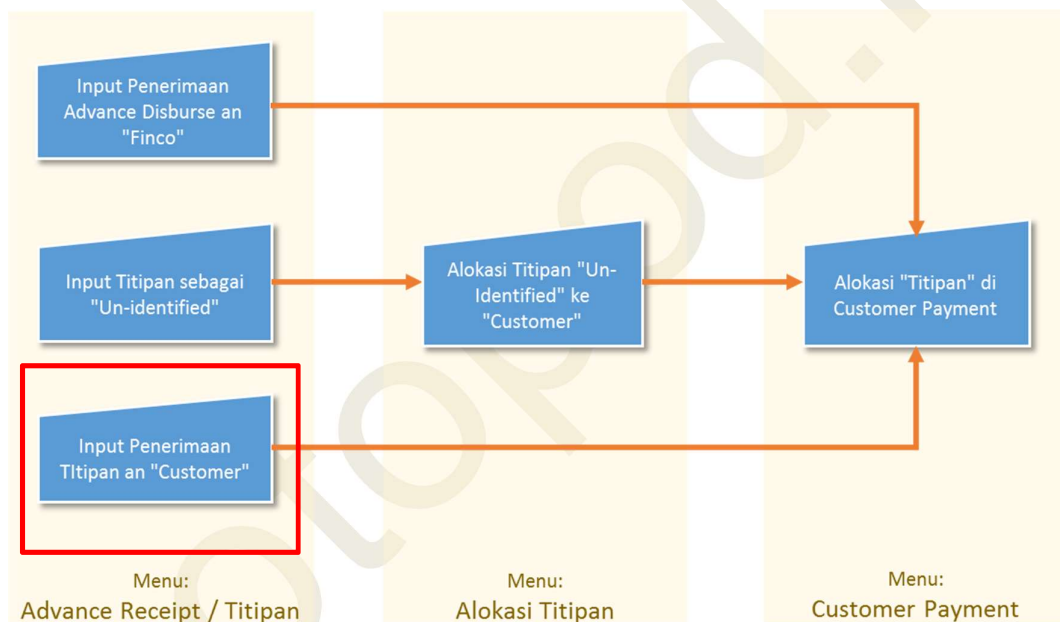 Input Penerimaan
Advance Disburse an
"Finco"
Input Titipan sebagai
"Un-identified"
Alokasi Titipan "Un-
Identified" ke
"Customer"
Alokasi "Titipan" di
Customer Payment
Input Penerimaan
TItipan an "Customer"
Menu:
Advance Receipt / Titipan
Menu:
Alokasi Titipan
Menu:
Customer Payment